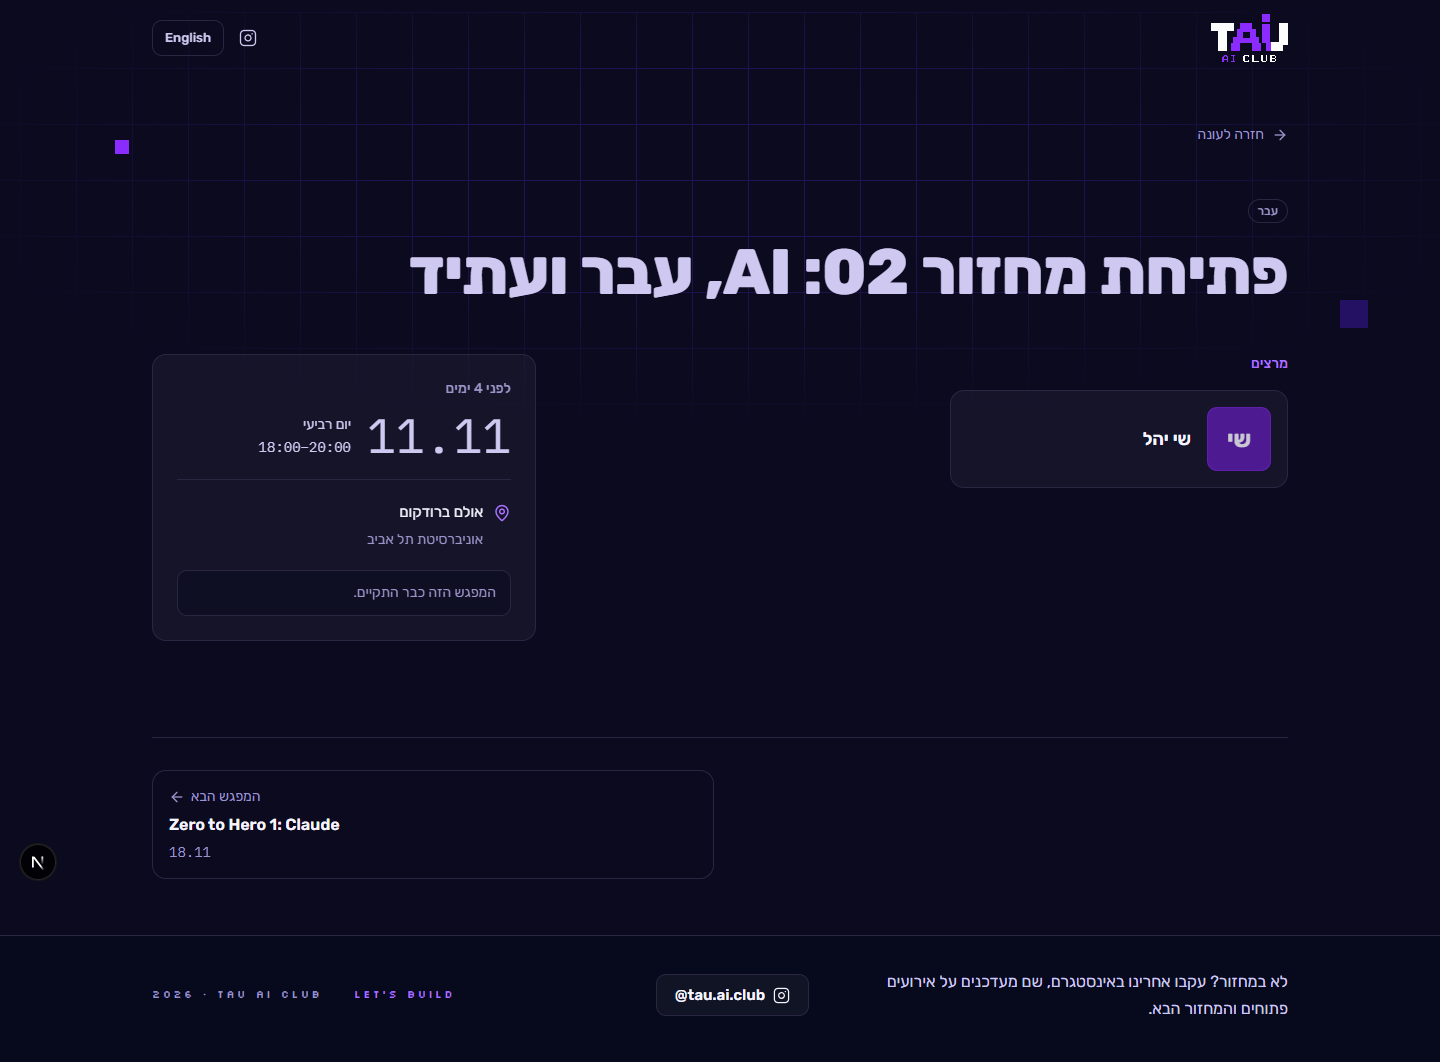 TAiU
AI CLUB
English
חזרה לעונה
עבר
פתיחת מחזור 02: AI, עבר ועתיד
מרצים
שי
שי יהל
לפני 4 ימים
11.11
יום רביעי
18:00–20:00
אולם ברודקום
אוניברסיטת תל אביב
המפגש הזה כבר התקיים.
המפגש הבא
Zero to Hero 1: Claude
18.11
N
לא במחזור? עקבו אחרינו באינסטגרם, שם מעדכנים על אירועים
פתוחים והמחזור הבא.
@tau.ai.club
2026 · TAU AI CLUB
LET'S BUILD